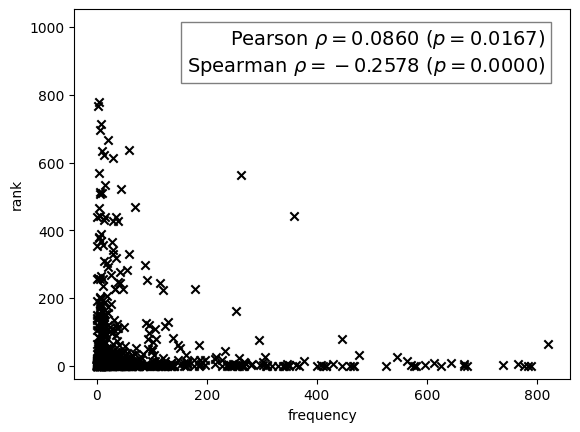 Pearson ρ = 0.0860 (p = 0.0167)
Spearman ρ = −0.2578 (p = 0.0000)
1000
800
600
400
200
0
rank
0 200 400 600 800
frequency